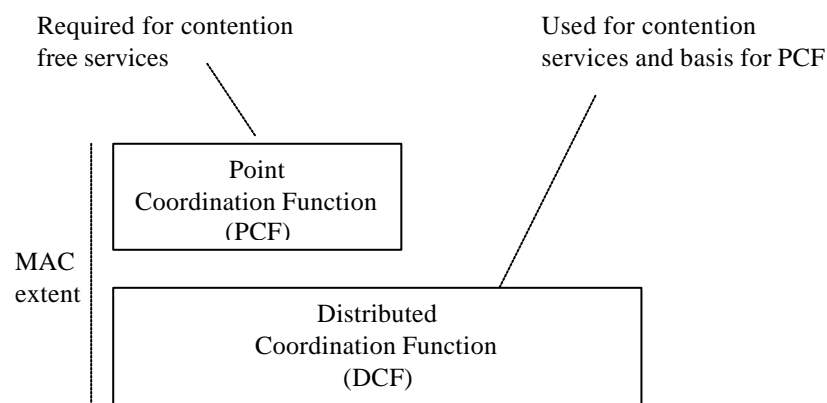 Required for contention
free services
Used for contention
services and basis for PCF
Point
Coordination Function
(PCF)
MAC
extent
Distributed
Coordination Function
(DCF)